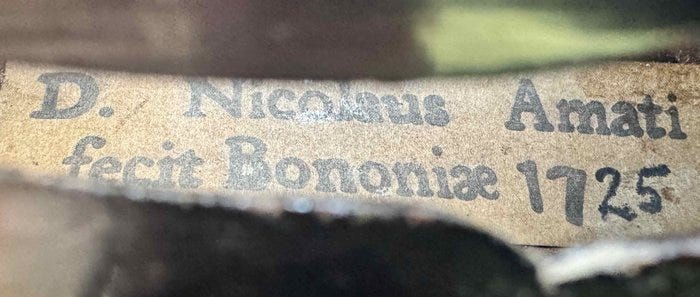 D. Nicolaus Amati
fecit Bononiæ 1725